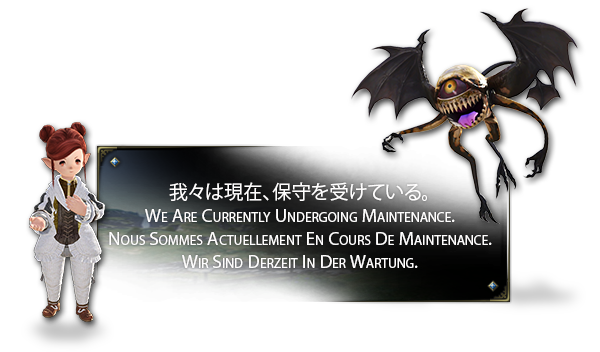 我々は現在、保守を受けている。
We Are Currently Undergoing Maintenance.
Nous Sommes Actuellement En Cours De Maintenance.
Wir Sind Derzeit In Der Wartung.